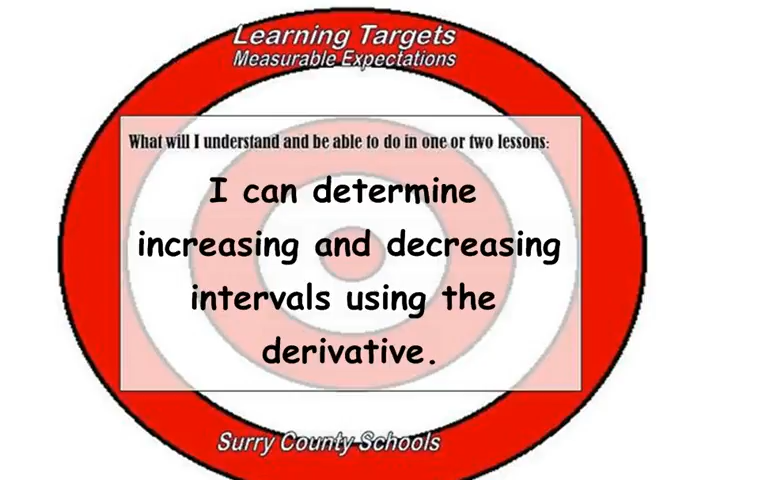 Learning Targets
Measurable Expectations
What will I understand and be able to do in one or two lessons:
I can determine
increasing and decreasing
intervals using the
derivative.
Surry County Schools